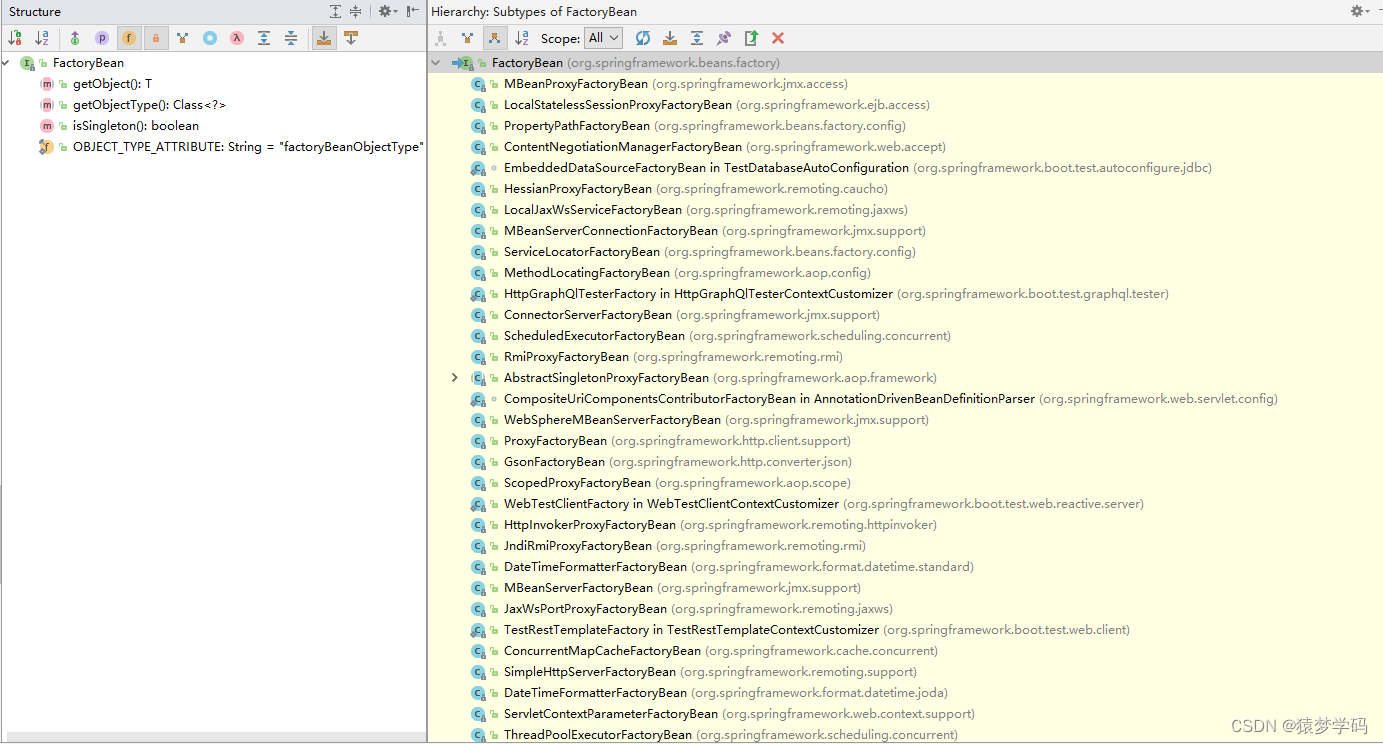 Structure
FactoryBean
getObject(): T
getObjectType(): Class<?>
isSingleton(): boolean
OBJECT_TYPE_ATTRIBUTE: String = "factoryBeanObjectType"
Hierarchy: Subtypes of FactoryBean
Scope: All
FactoryBean (org.springframework.beans.factory)
MBeanProxyFactoryBean (org.springframework.jmx.access)
LocalStatelessSessionProxyFactoryBean (org.springframework.ejb.access)
PropertyPathFactoryBean (org.springframework.beans.factory.config)
ContentNegotiationManagerFactoryBean (org.springframework.web.accept)
EmbeddedDataSourceFactoryBean in TestDatabaseAutoConfiguration (org.springframework.boot.test.autoconfigure.jdbc)
HessianProxyFactoryBean (org.springframework.remoting.caucho)
LocalJaxWsServiceFactoryBean (org.springframework.remoting.jaxws)
MBeanServerConnectionFactoryBean (org.springframework.jmx.support)
ServiceLocatorFactoryBean (org.springframework.beans.factory.config)
MethodLocatingFactoryBean (org.springframework.aop.config)
HttpGraphQlTesterFactory in HttpGraphQlTesterContextCustomizer (org.springframework.boot.test.graphql.tester)
ConnectorServerFactoryBean (org.springframework.jmx.support)
ScheduledExecutorFactoryBean (org.springframework.scheduling.concurrent)
RmiProxyFactoryBean (org.springframework.remoting.rmi)
AbstractSingletonProxyFactoryBean (org.springframework.aop.framework)
CompositeUriComponentsContributorFactoryBean in AnnotationDrivenBeanDefinitionParser (org.springframework.web.servlet.config)
WebSphereMBeanServerFactoryBean (org.springframework.jmx.support)
ProxyFactoryBean (org.springframework.http.client.support)
GsonFactoryBean (org.springframework.http.converter.json)
ScopedProxyFactoryBean (org.springframework.aop.scope)
WebTestClientFactory in WebTestClientContextCustomizer (org.springframework.boot.test.web.reactive.server)
HttpInvokerProxyFactoryBean (org.springframework.remoting.httpinvoker)
JndiRmiProxyFactoryBean (org.springframework.remoting.rmi)
DateTimeFormatterFactoryBean (org.springframework.format.datetime.standard)
MBeanServerFactoryBean (org.springframework.jmx.support)
JaxWsPortProxyFactoryBean (org.springframework.remoting.jaxws)
TestRestTemplateFactory in TestRestTemplateContextCustomizer (org.springframework.boot.test.web.client)
ConcurrentMapCacheFactoryBean (org.springframework.cache.concurrent)
SimpleHttpServerFactoryBean (org.springframework.remoting.support)
DateTimeFormatterFactoryBean (org.springframework.format.datetime.joda)
ServletContextParameterFactoryBean (org.springframework.web.context.support)
ThreadPoolExecutorFactoryBean (org.springframework.scheduling.concurrent)
CSDN @猿梦学码